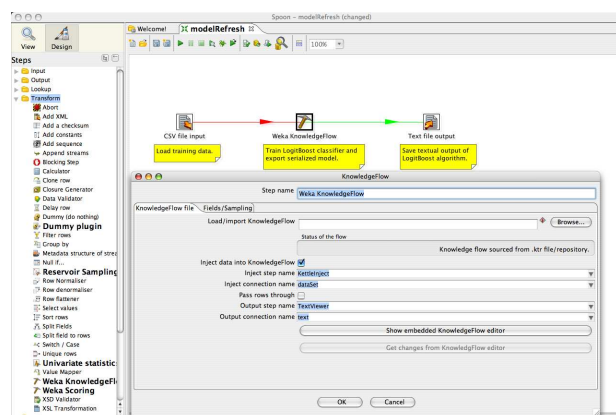 Spoon - modelRefresh (changed)
View
Design
Welcome!
modelRefresh
100%
Steps
Input
Output
Lookup
Transform
Abort
Add XML
Add a checksum
Add constants
Add sequence
Append streams
Blocking Step
Calculator
Clone row
Closure Generator
Data Validator
Delay row
Dummy (do nothing)
Dummy plugin
Filter rows
Group by
Metadata structure of strea
Null if...
Reservoir Sampling
Row Normaliser
Row denormaliser
Row flattener
Select values
Sort rows
Split Fields
Split field to rows
Switch / Case
Unique rows
Univariate statistic
Value Mapper
Weka KnowledgeFl
Weka Scoring
XSD Validator
XSL Transformation
CSV file input
Weka KnowledgeFlow
Text file output
Load training data.
Train LogitBoost classifier and
export serialized model.
Save textual output of
LogitBoost algorithm.
KnowledgeFlow
Step name
Weka KnowledgeFlow
KnowledgeFlow file
Fields/Sampling
Load/import KnowledgeFlow
Browse...
Status of the flow
Knowledge flow sourced from .ktr file/repository.
Inject data into KnowledgeFlow
Inject step name
KettleInject
Inject connection name
dataSet
Pass rows through
Output step name
TextViewer
Output connection name
text
Show embedded KnowledgeFlow editor
Get changes from KnowledgFlow editor
OK
Cancel